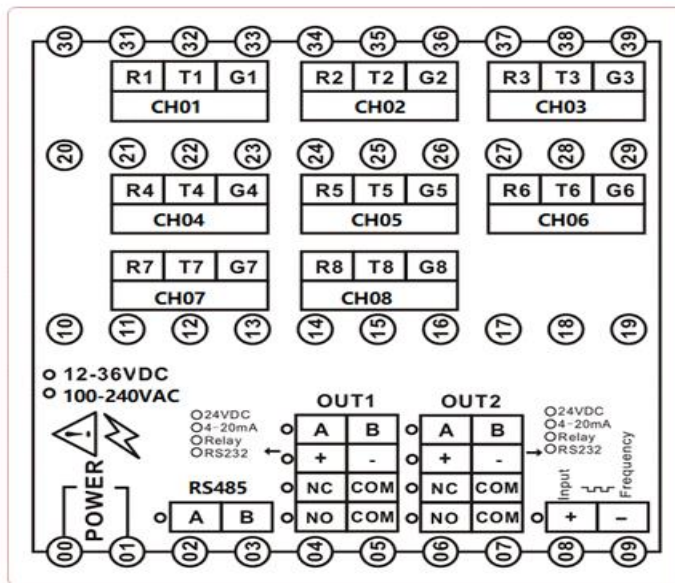 30 31 32 33 34 35 36 37 38 39
R1 T1 G1 R2 T2 G2 R3 T3 G3
CH01 CH02 CH03
20 21 22 23 24 25 26 27 28 29
R4 T4 G4 R5 T5 G5 R6 T6 G6
CH04 CH05 CH06
R7 T7 G7 R8 T8 G8
CH07 CH08
10 11 12 13 14 15 16 17 18 19
12-36VDC
100-240VAC
OUT1 OUT2
24VDC
4-20mA
Relay
RS232
A B
+ -
NC COM
NO COM
A B
+ -
NC COM
NO COM
24VDC
4-20mA
Relay
RS232
POWER
RS485
A B
Input
Frequency
+ -
00 01 02 03 04 05 06 07 08 09